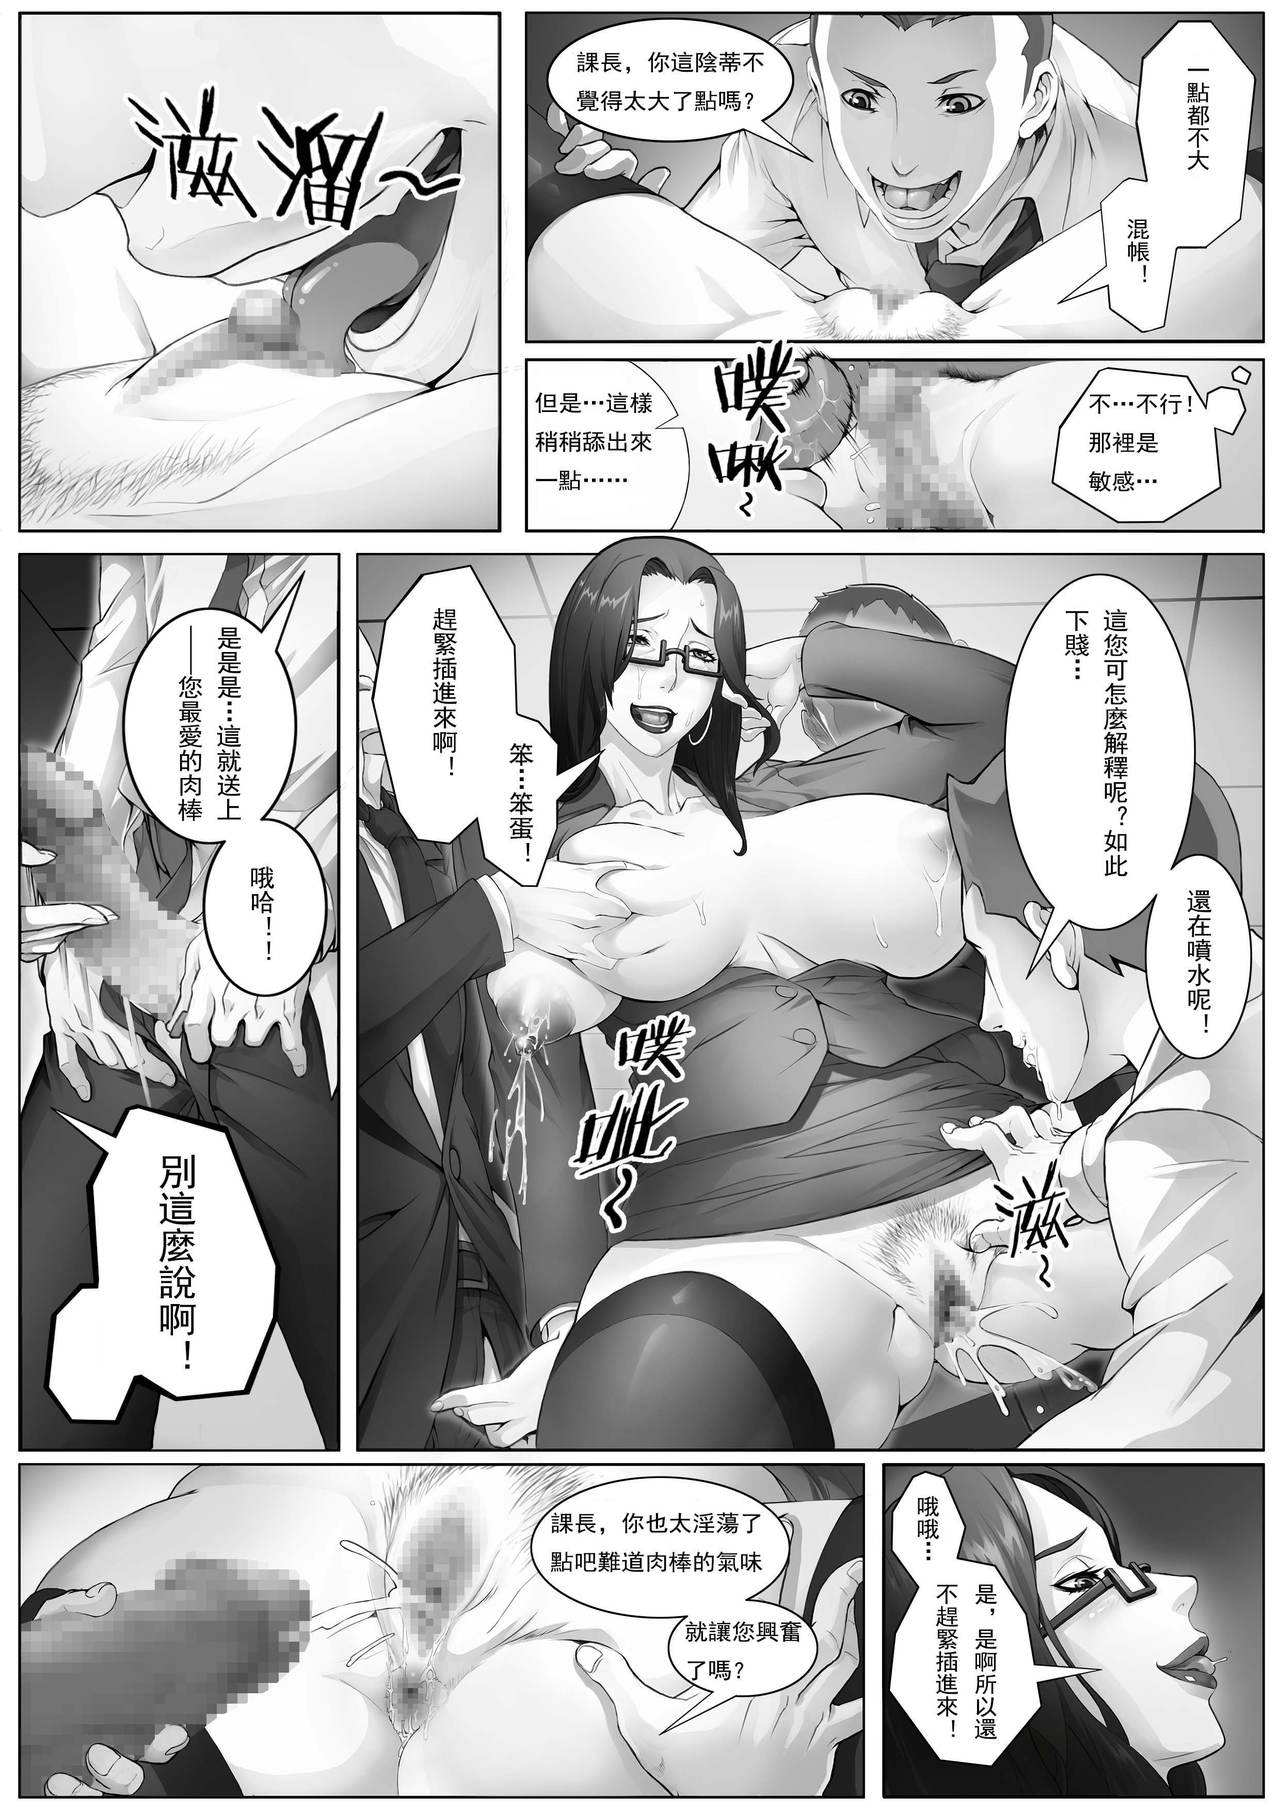 一點都不大
混帳！
課長，你這陰蒂不
覺得太大了點嗎？
滋溜～
不…不行！
那裡是
敏感…
噗啾～
但是…這樣
稍稍舔出來
一點……
這您可怎麼解釋呢？如此
下賤…
還在噴水呢！
笨…笨蛋！
趕緊插進來啊！
噗呲～
滋～
是是是…這就送上
——您最愛的肉棒
哦哈！！
別這麼說啊！
哦哦…
是，是啊所以還
不趕緊插進來！
課長，你也太淫蕩了
點吧難道肉棒的氣味
就讓您興奮
了嗎？